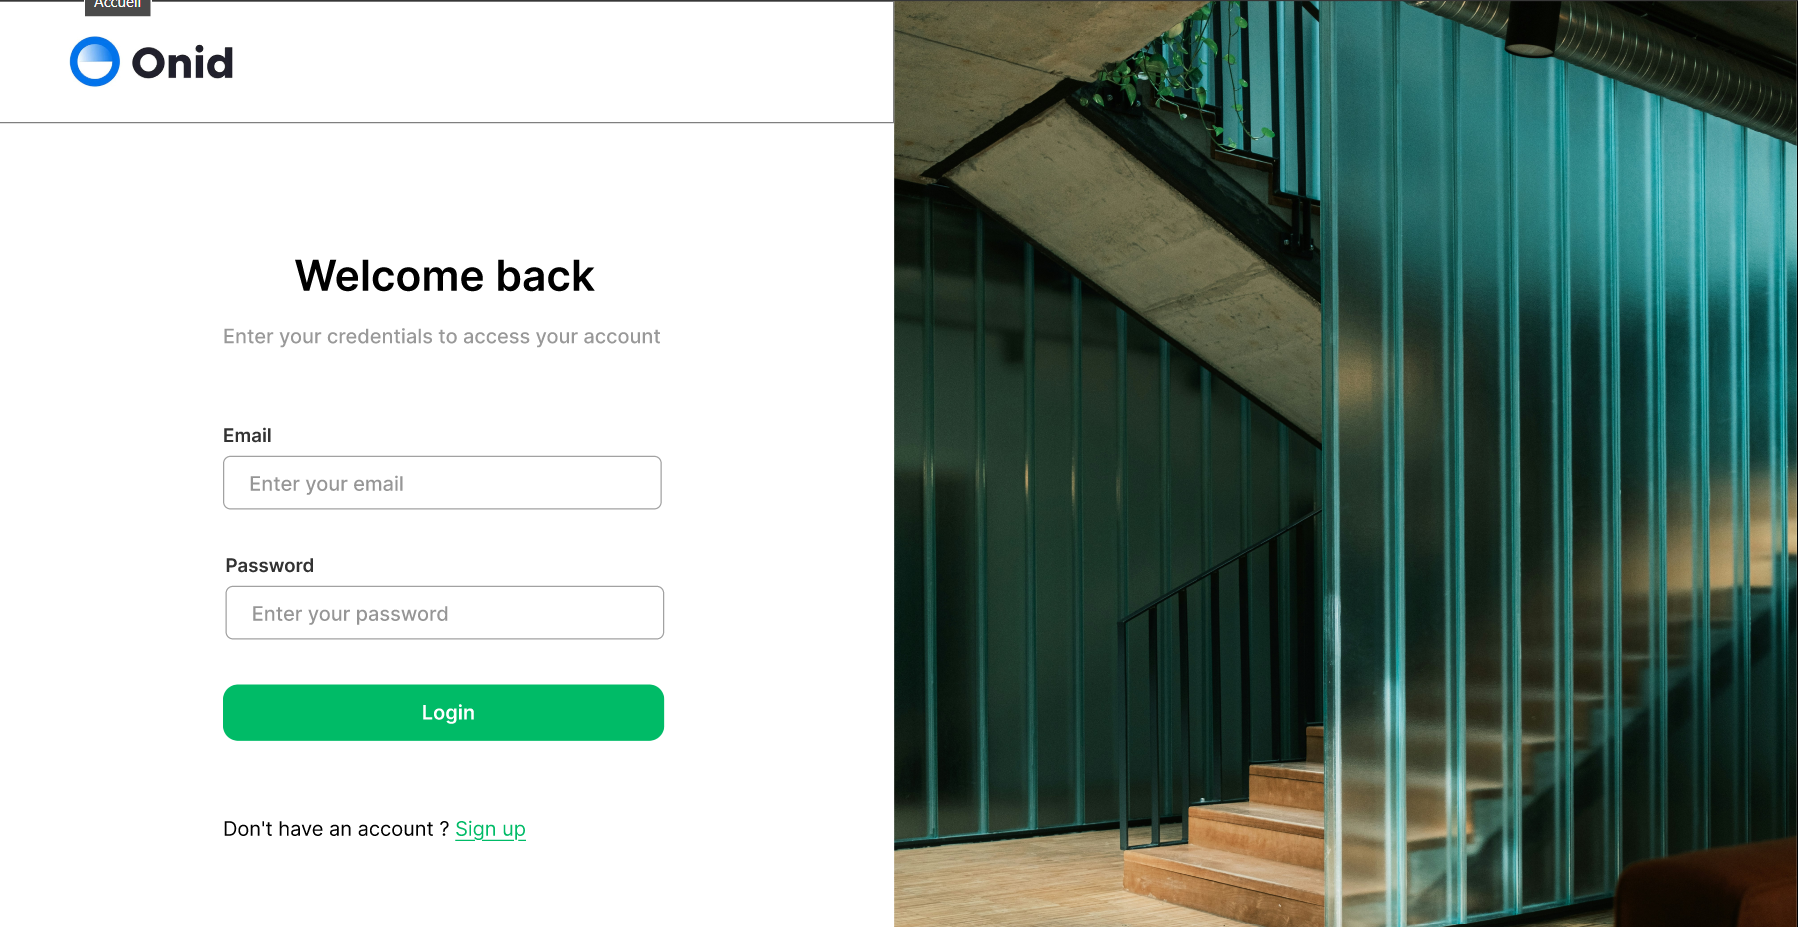 Accueil
Onid
Welcome back
Enter your credentials to access your account
Email
Enter your email
Password
Enter your password
Login
Don't have an account ? Sign up